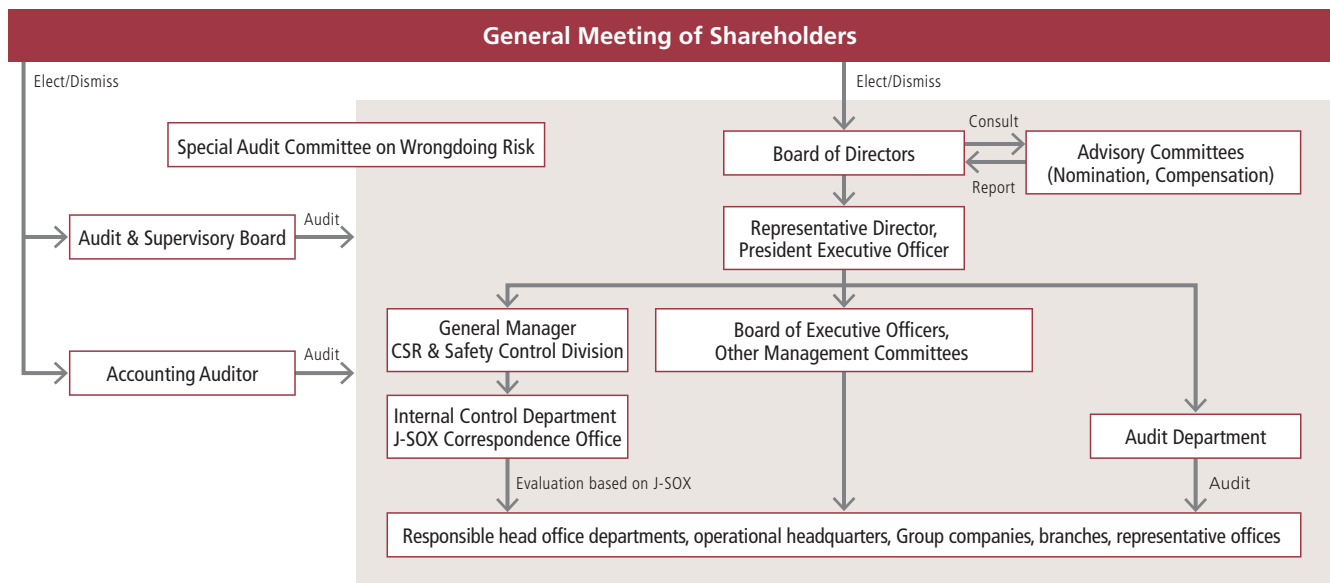 General Meeting of Shareholders
Elect/Dismiss
Elect/Dismiss
Special Audit Committee on Wrongdoing Risk
Board of Directors
Consult
Report
Advisory Committees
(Nomination, Compensation)
Audit & Supervisory Board
Audit
Representative Director,
President Executive Officer
General Manager
CSR & Safety Control Division
Board of Executive Officers,
Other Management Committees
Accounting Auditor
Audit
Internal Control Department
J-SOX Correspondence Office
Audit Department
Evaluation based on J-SOX
Audit
Responsible head office departments, operational headquarters, Group companies, branches, representative offices